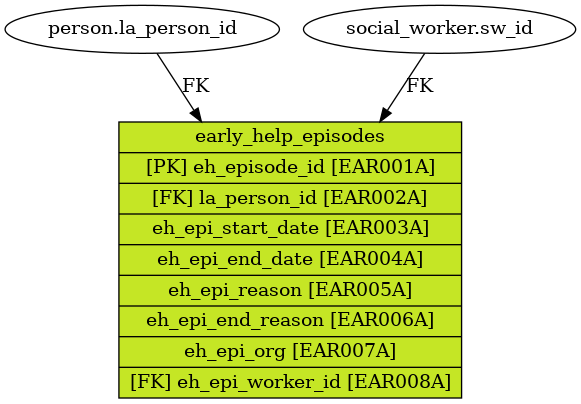 person.la_person_id
social_worker.sw_id
FK
FK
early_help_episodes
[PK] eh_episode_id [EAR001A]
[FK] la_person_id [EAR002A]
eh_epi_start_date [EAR003A]
eh_epi_end_date [EAR004A]
eh_epi_reason [EAR005A]
eh_epi_end_reason [EAR006A]
eh_epi_org [EAR007A]
[FK] eh_epi_worker_id [EAR008A]